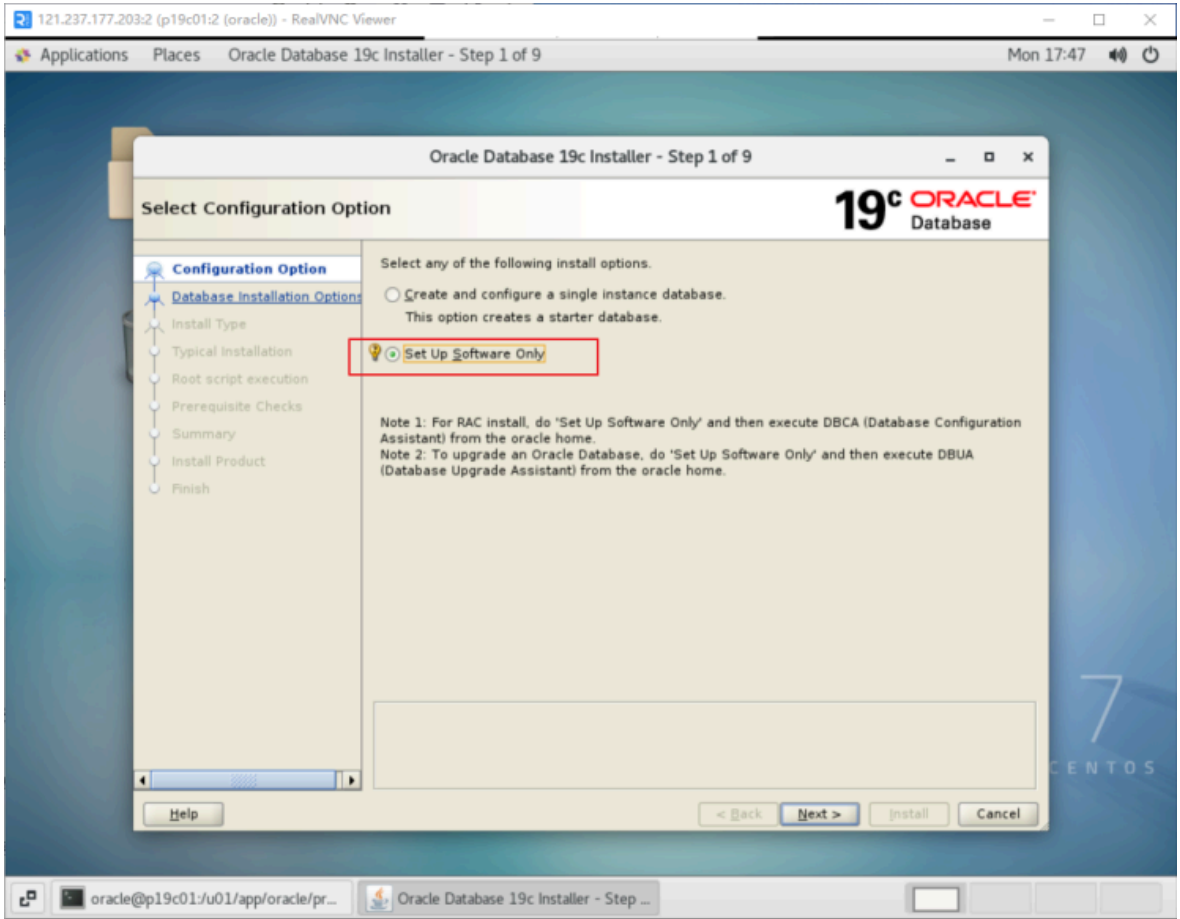 121.237.177.203:2 (p19c01:2 (oracle)) - RealVNC Viewer
Applications Places Oracle Database 19c Installer - Step 1 of 9 Mon 17:47
Oracle Database 19c Installer - Step 1 of 9
Select Configuration Option
19c ORACLE
Database
Configuration Option
Database Installation Options
Install Type
Typical Installation
Root script execution
Prerequisite Checks
Summary
Install Product
Finish
Select any of the following install options.
Create and configure a single instance database.
This option creates a starter database.
Set Up Software Only
Note 1: For RAC install, do 'Set Up Software Only' and then execute DBCA (Database Configuration
Assistant) from the oracle home.
Note 2: To upgrade an Oracle Database, do 'Set Up Software Only' and then execute DBUA
(Database Upgrade Assistant) from the oracle home.
7
CENTOS
Help < Back Next > Install Cancel
oracle@p19c01:/u01/app/oracle/pr... Oracle Database 19c Installer - Step ...